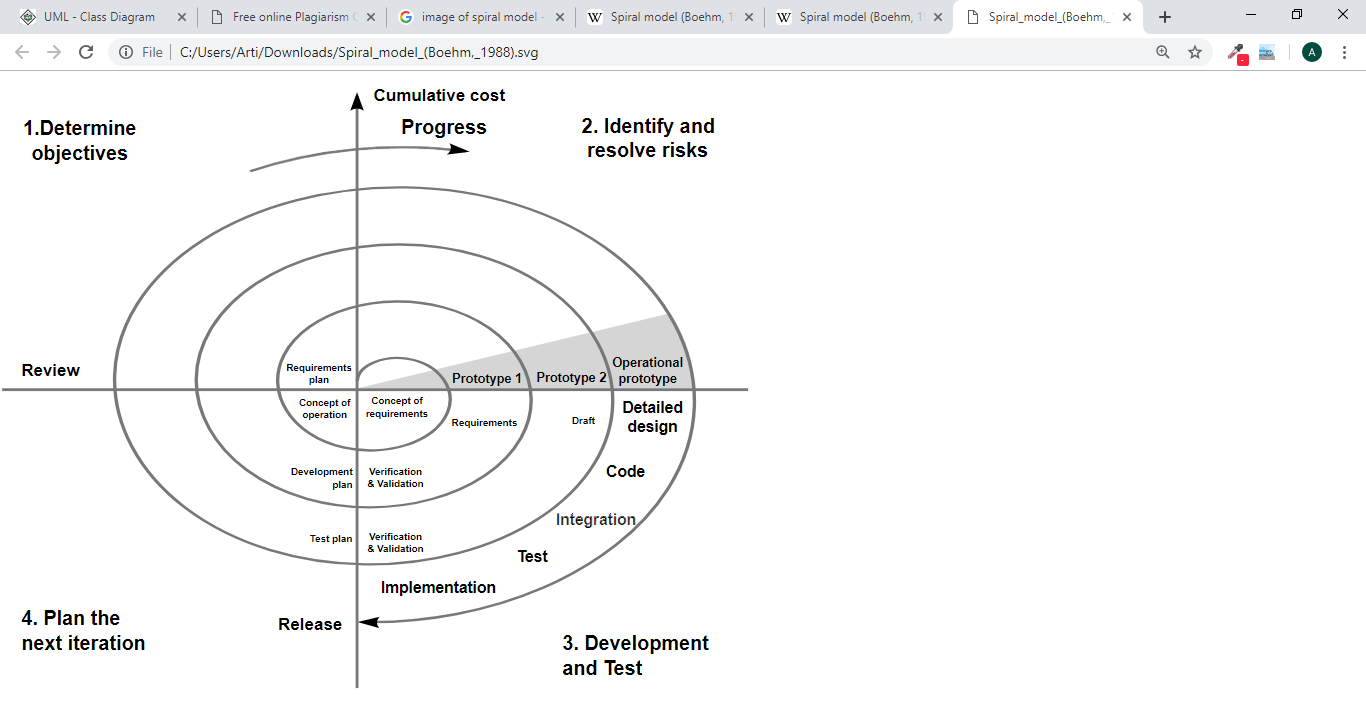 UML - Class Diagram
Free online Plagiarism
image of spiral model -
Spiral model (Boehm, 1
Spiral model (Boehm, 1
Spiral_model_(Boehm,_
File
C:/Users/Arti/Downloads/Spiral_model_(Boehm,_1988).svg
A
Cumulative cost
Progress
1.Determine
objectives
2. Identify and
resolve risks
Review
Requirements
plan
Prototype 1
Prototype 2
Operational
prototype
Concept of
operation
Concept of
requirements
Requirements
Draft
Detailed
design
Development
plan
Verification
& Validation
Code
Integration
Test plan
Verification
& Validation
Test
Implementation
Release
4. Plan the
next iteration
3. Development
and Test